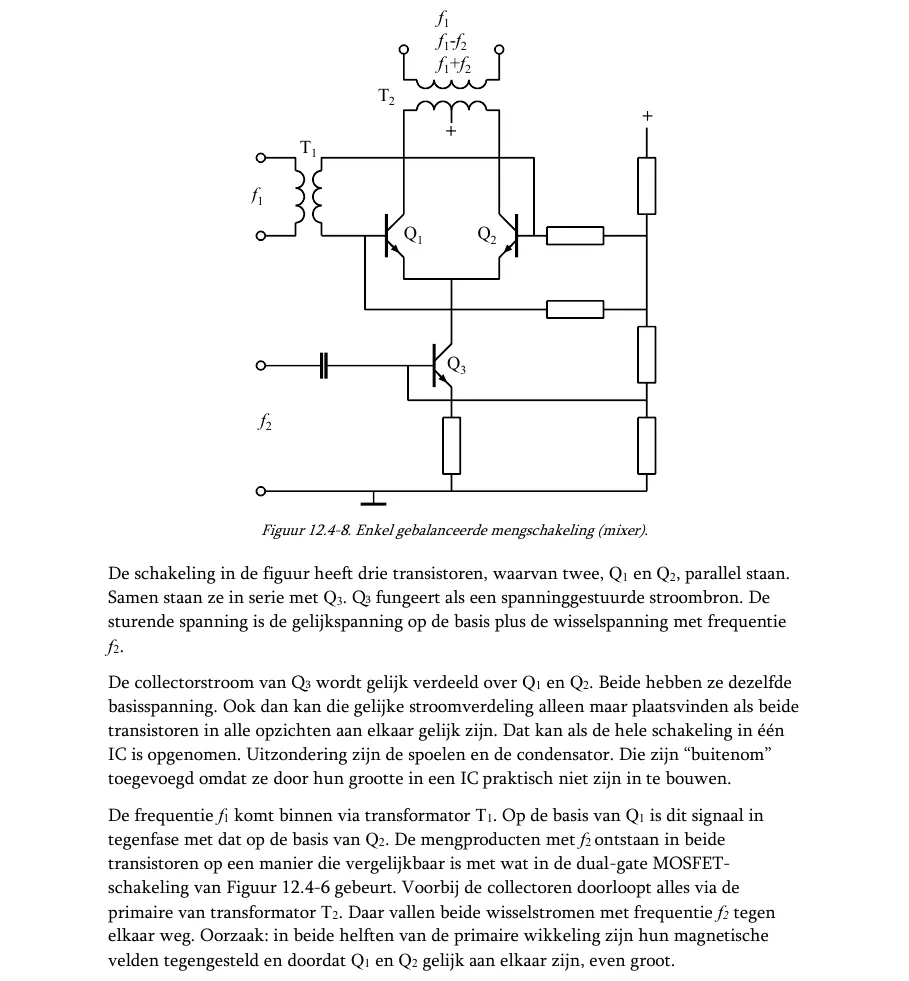 f1
f1-f2
f1+f2
T2
+
+
T1
f1
Q1
Q2
Q3
f2
Figuur 12.4-8. Enkel gebalanceerde mengschakeling (mixer).
De schakeling in de figuur heeft drie transistoren, waarvan twee, Q1 en Q2, parallel staan.
Samen staan ze in serie met Q3. Q3 fungeert als een spanninggestuurde stroombron. De
sturende spanning is de gelijkspanning op de basis plus de wisselspanning met frequentie
f2.
De collectorstroom van Q3 wordt gelijk verdeeld over Q1 en Q2. Beide hebben ze dezelfde
basisspanning. Ook dan kan die gelijke stroomverdeling alleen maar plaatsvinden als beide
transistoren in alle opzichten aan elkaar gelijk zijn. Dat kan als de hele schakeling in één
IC is opgenomen. Uitzondering zijn de spoelen en de condensator. Die zijn “buitenom”
toegevoegd omdat ze door hun grootte in een IC praktisch niet zijn in te bouwen.
De frequentie f1 komt binnen via transformator T1. Op de basis van Q1 is dit signaal in
tegenfase met dat op de basis van Q2. De mengproducten met f2 ontstaan in beide
transistoren op een manier die vergelijkbaar is met wat in de dual-gate MOSFET-
schakeling van Figuur 12.4-6 gebeurt. Voorbij de collectoren doorloopt alles via de
primaire van transformator T2. Daar vallen beide wisselstromen met frequentie f2 tegen
elkaar weg. Oorzaak: in beide helften van de primaire wikkeling zijn hun magnetische
velden tegengesteld en doordat Q1 en Q2 gelijk aan elkaar zijn, even groot.